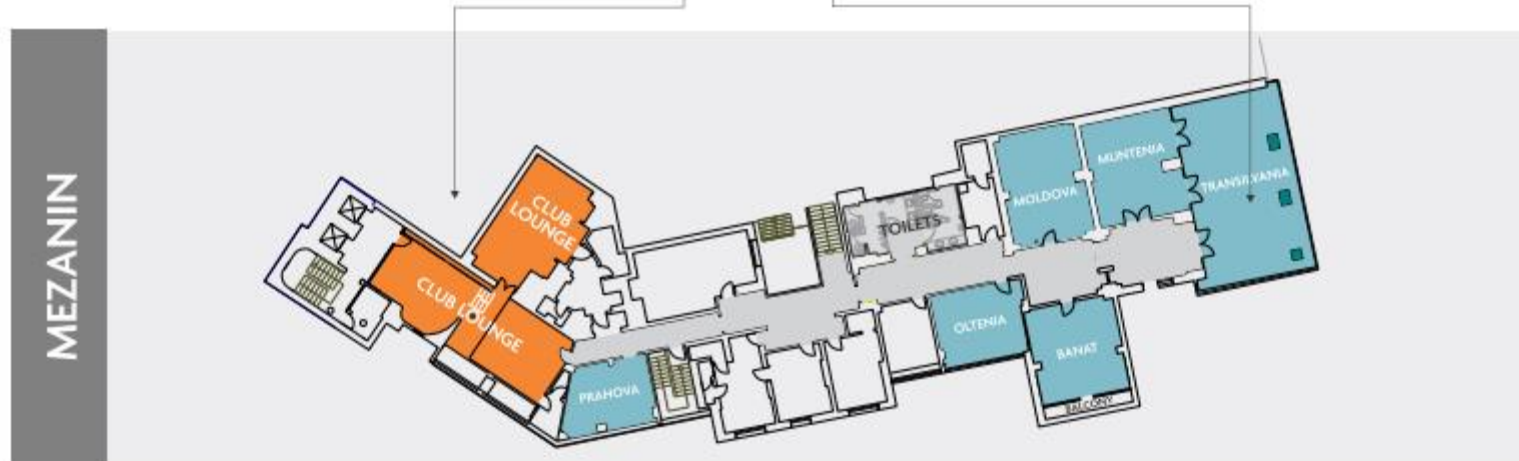 MEZANIN
CLUB
LOUNGE
CLUB LOUNGE
PRAHOVA
TOILETS
OLTENIA
BANAT
BALCONY
MOLDOVA
MUNTENIA
TRANSILVANIA